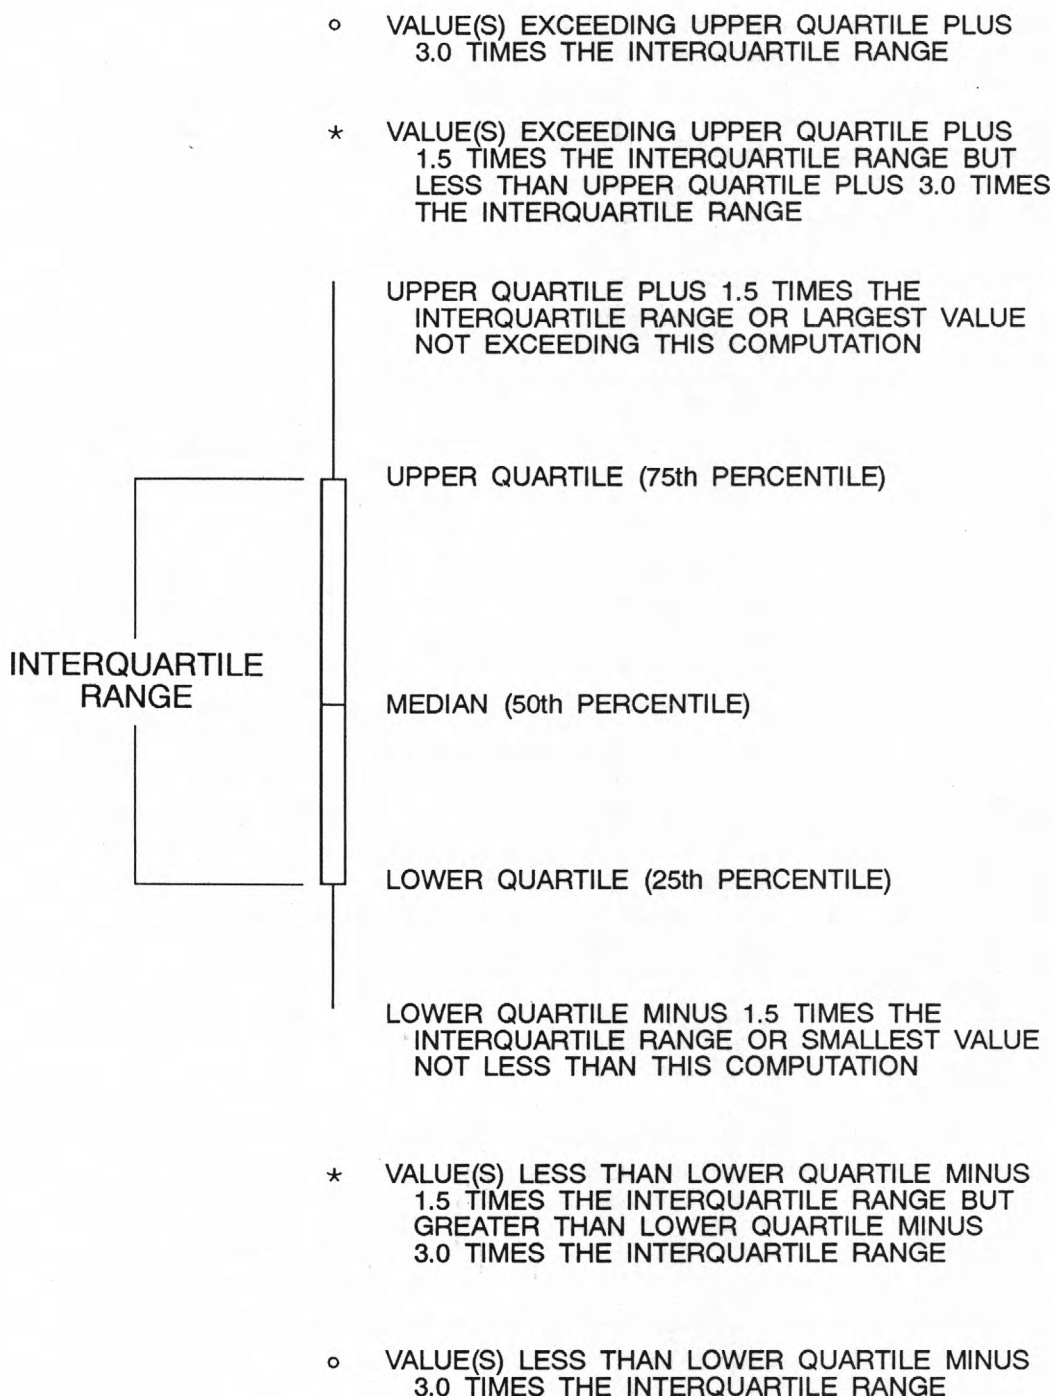 o VALUE(S) EXCEEDING UPPER QUARTILE PLUS
3.0 TIMES THE INTERQUARTILE RANGE
* VALUE(S) EXCEEDING UPPER QUARTILE PLUS
1.5 TIMES THE INTERQUARTILE RANGE BUT
LESS THAN UPPER QUARTILE PLUS 3.0 TIMES
THE INTERQUARTILE RANGE
UPPER QUARTILE PLUS 1.5 TIMES THE
INTERQUARTILE RANGE OR LARGEST VALUE
NOT EXCEEDING THIS COMPUTATION
UPPER QUARTILE (75th PERCENTILE)
INTERQUARTILE
RANGE
MEDIAN (50th PERCENTILE)
LOWER QUARTILE (25th PERCENTILE)
LOWER QUARTILE MINUS 1.5 TIMES THE
INTERQUARTILE RANGE OR SMALLEST VALUE
NOT LESS THAN THIS COMPUTATION
* VALUE(S) LESS THAN LOWER QUARTILE MINUS
1.5 TIMES THE INTERQUARTILE RANGE BUT
GREATER THAN LOWER QUARTILE MINUS
3.0 TIMES THE INTERQUARTILE RANGE
o VALUE(S) LESS THAN LOWER QUARTILE MINUS
3.0 TIMES THE INTERQUARTILE RANGE